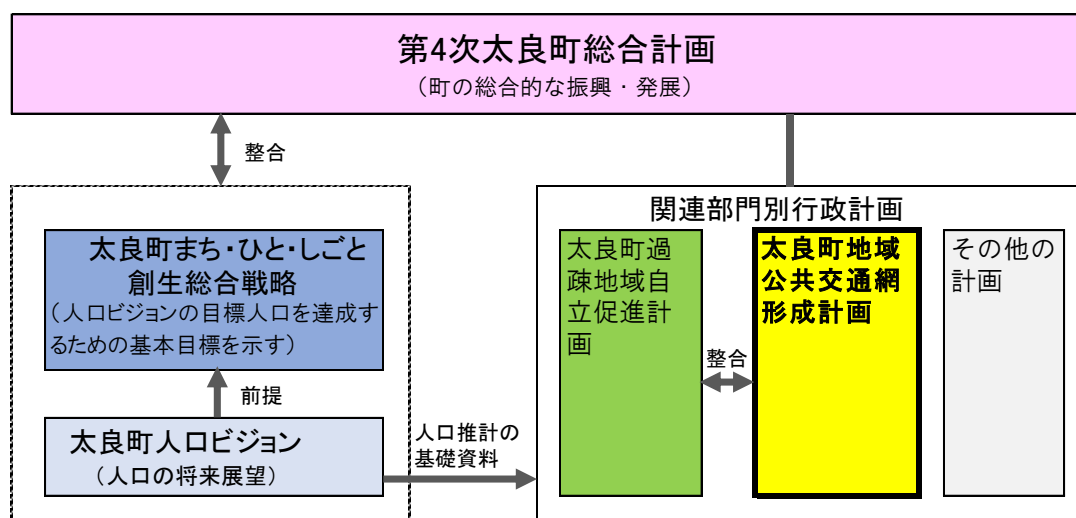 第4次太良町総合計画
（町の総合的な振興・発展）
整合
太良町まち・ひと・しごと
創生総合戦略
（人口ビジョンの目標人口を達成す
るための基本目標を示す）
前提
太良町人口ビジョン
（人口の将来展望）
人口推計の
基礎資料
関連部門別行政計画
太良町過
疎地域自
立促進計
画
整合
太良町地域
公共交通網
形成計画
その他の
計画